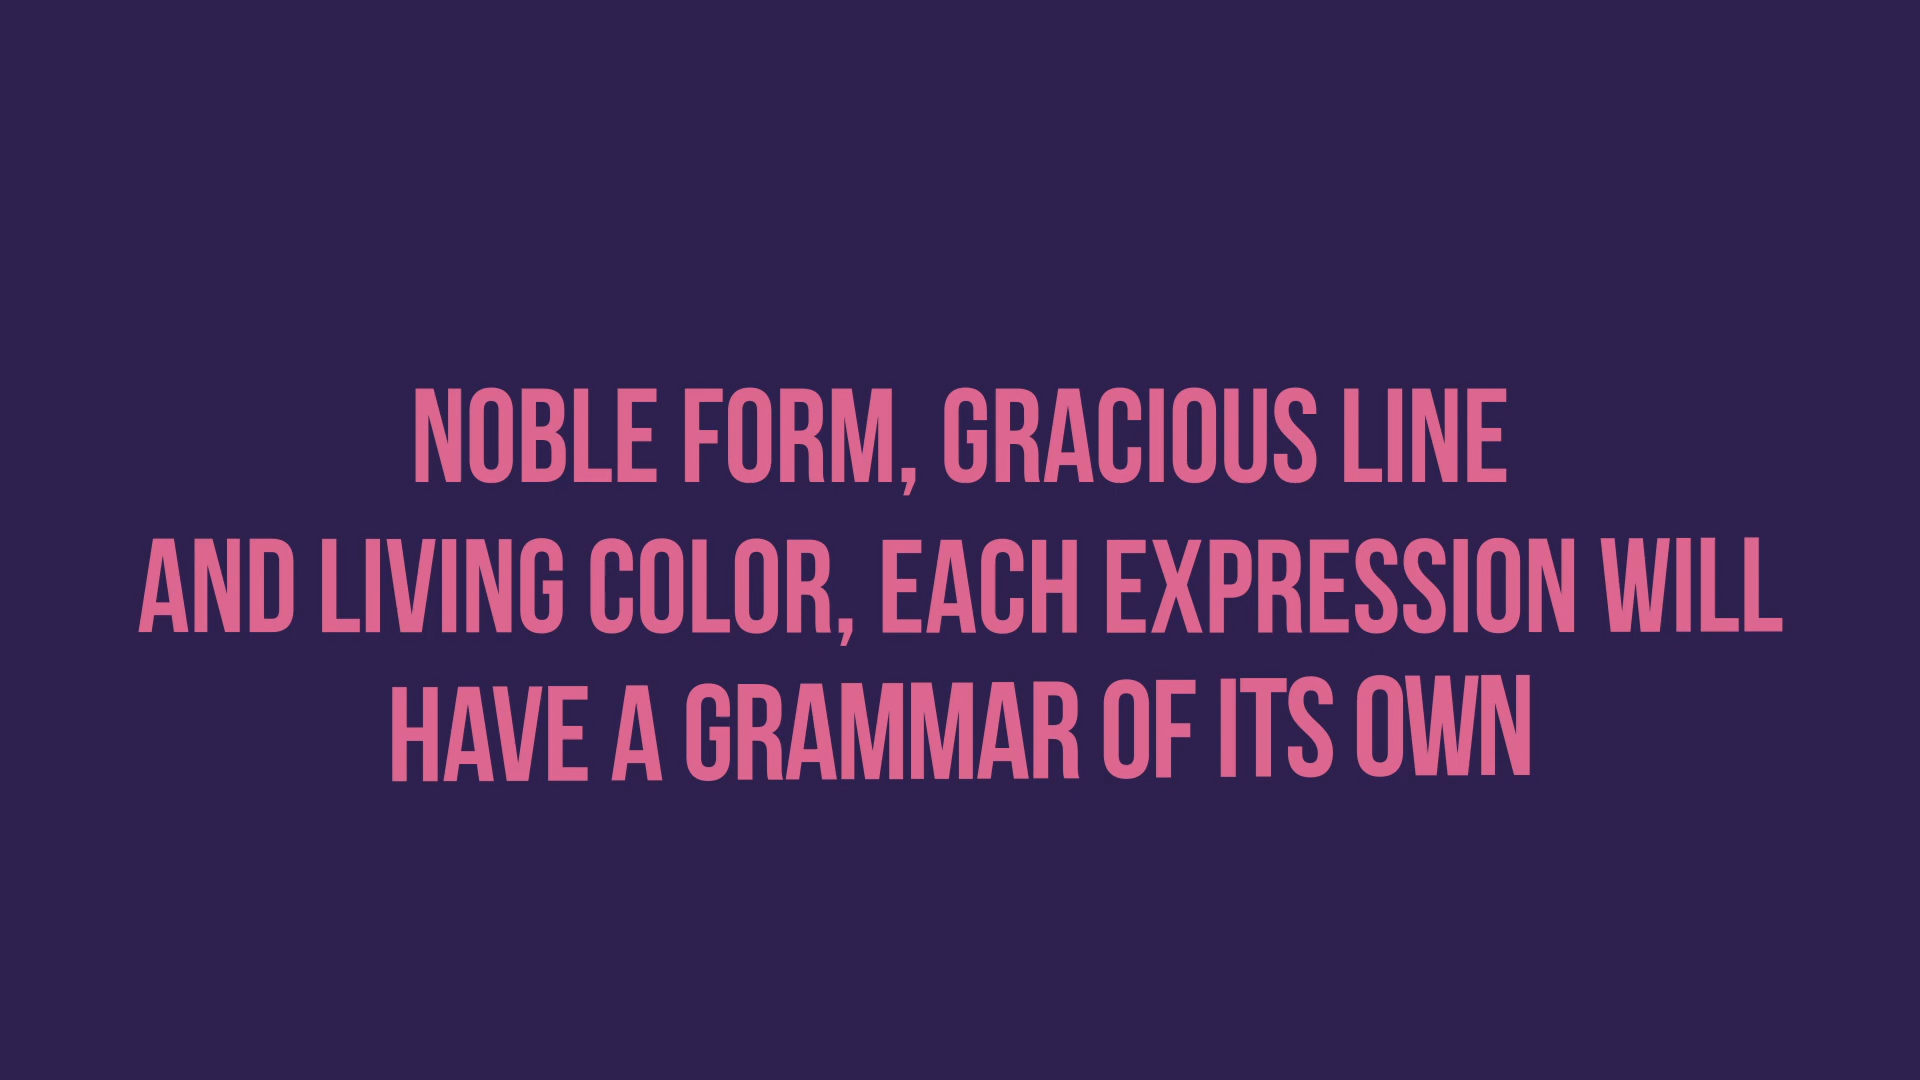 NOBLE FORM, GRACIOUS LINE
AND LIVING COLOR, EACH EXPRESSION WILL
HAVE A GRAMMAR OF ITS OWN